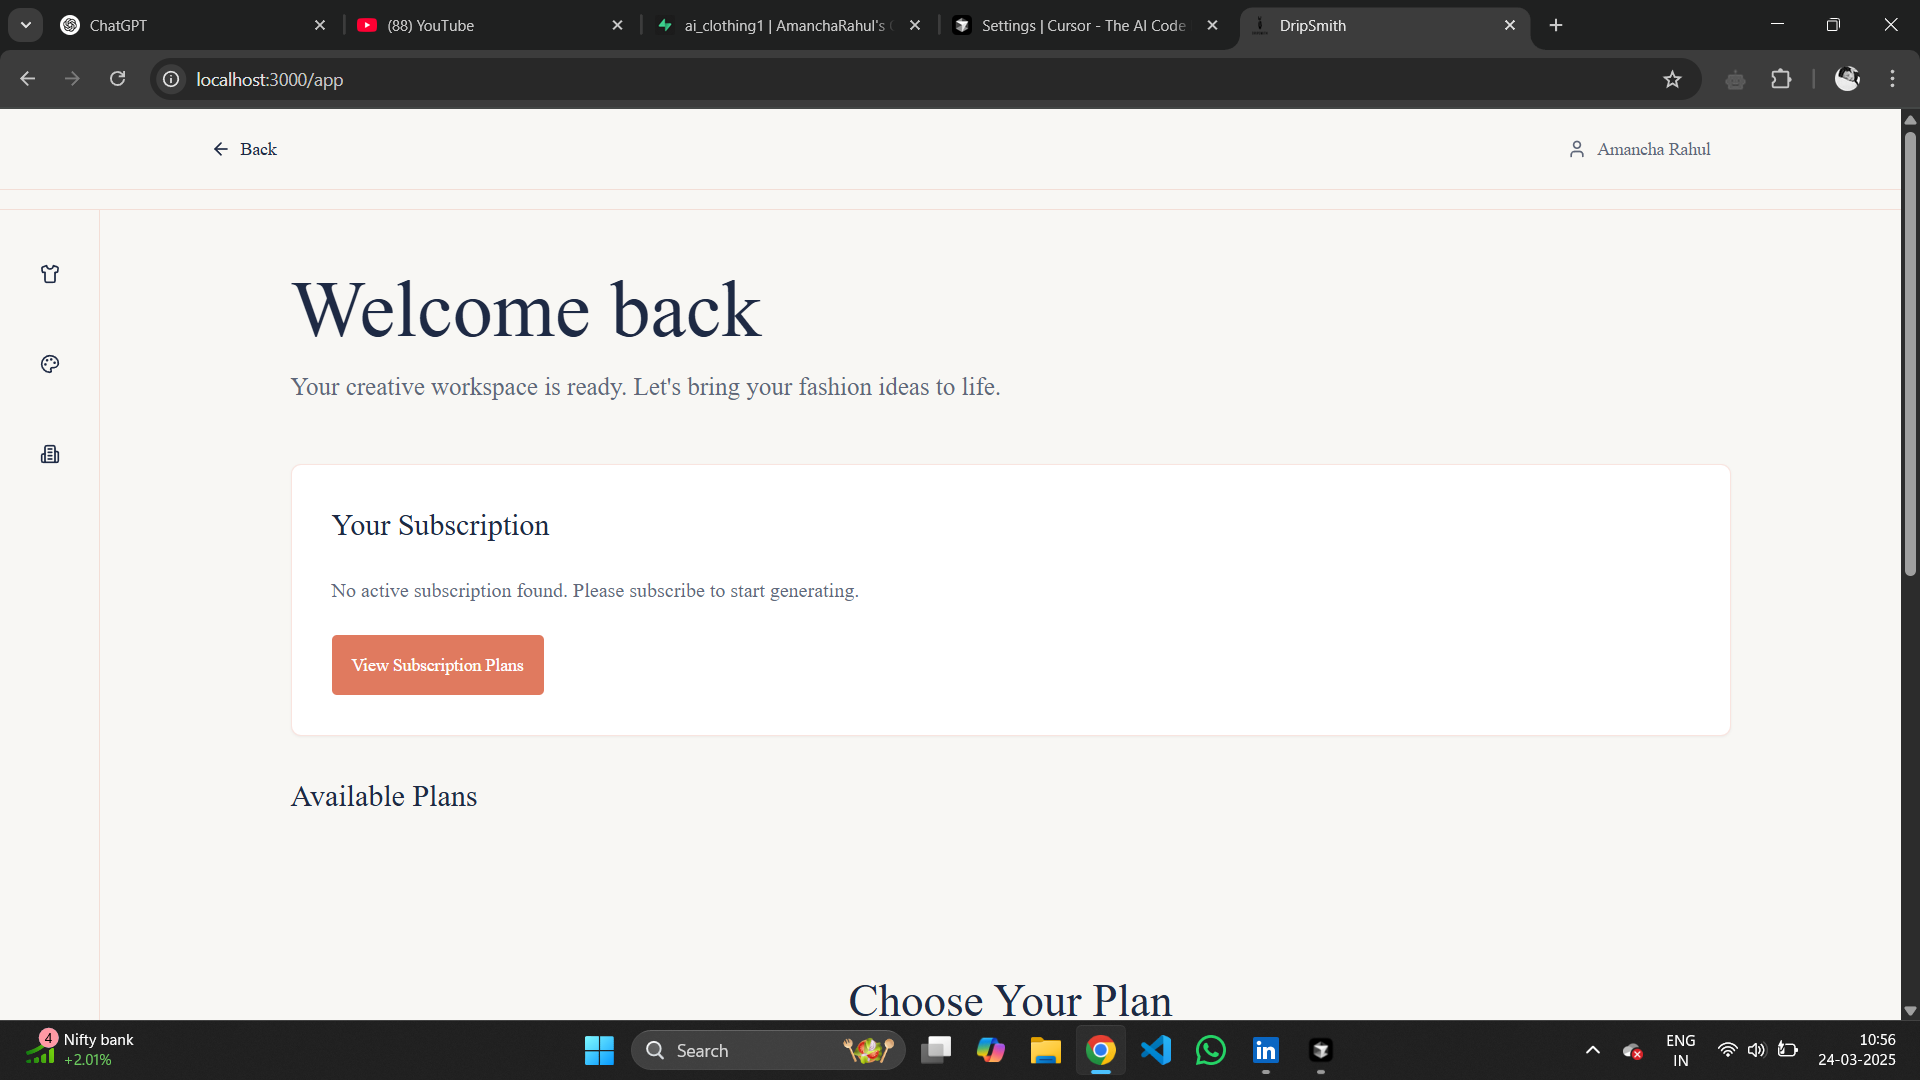 ChatGPT
(88) YouTube
ai_clothing1 | AmanchaRahul's
Settings | Cursor - The AI Code
DripSmith
localhost:3000/app
Back
Amancha Rahul
Welcome back
Your creative workspace is ready. Let's bring your fashion ideas to life.
Your Subscription
No active subscription found. Please subscribe to start generating.
View Subscription Plans
Available Plans
Choose Your Plan
4
Nifty bank
+2.01%
Search
in
ENG
IN
10:56
24-03-2025